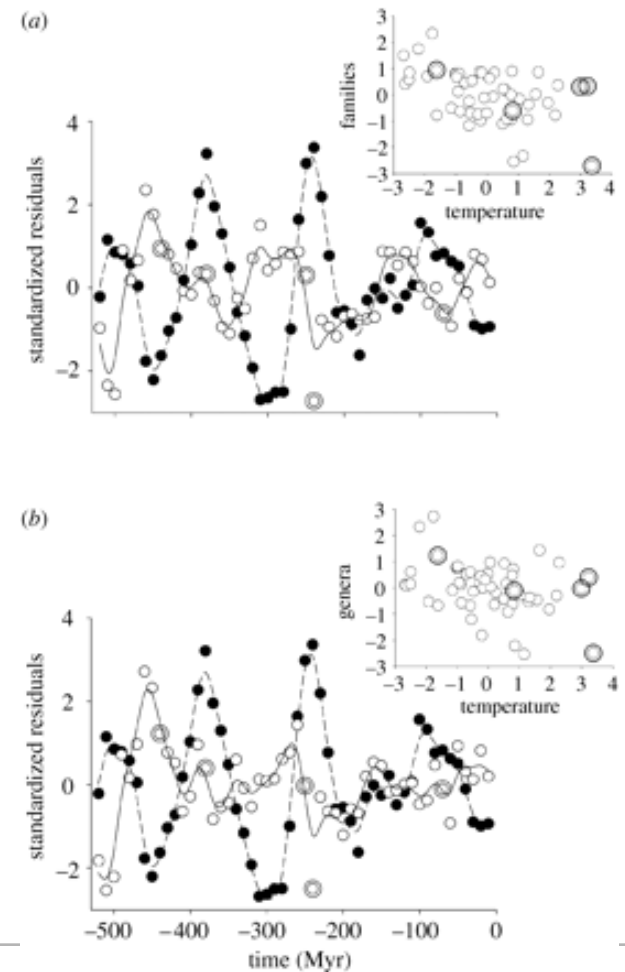 (a)
3
2
1
0
−1
−2
−3
families
−3 −2 −1 0 1 2 3 4
temperature
4
2
0
−2
standardized residuals
(b)
3
2
1
0
−1
−2
−3
genera
−3 −2 −1 0 1 2 3 4
temperature
4
2
0
−2
standardized residuals
−500 −400 −300 −200 −100 0
time (Myr)